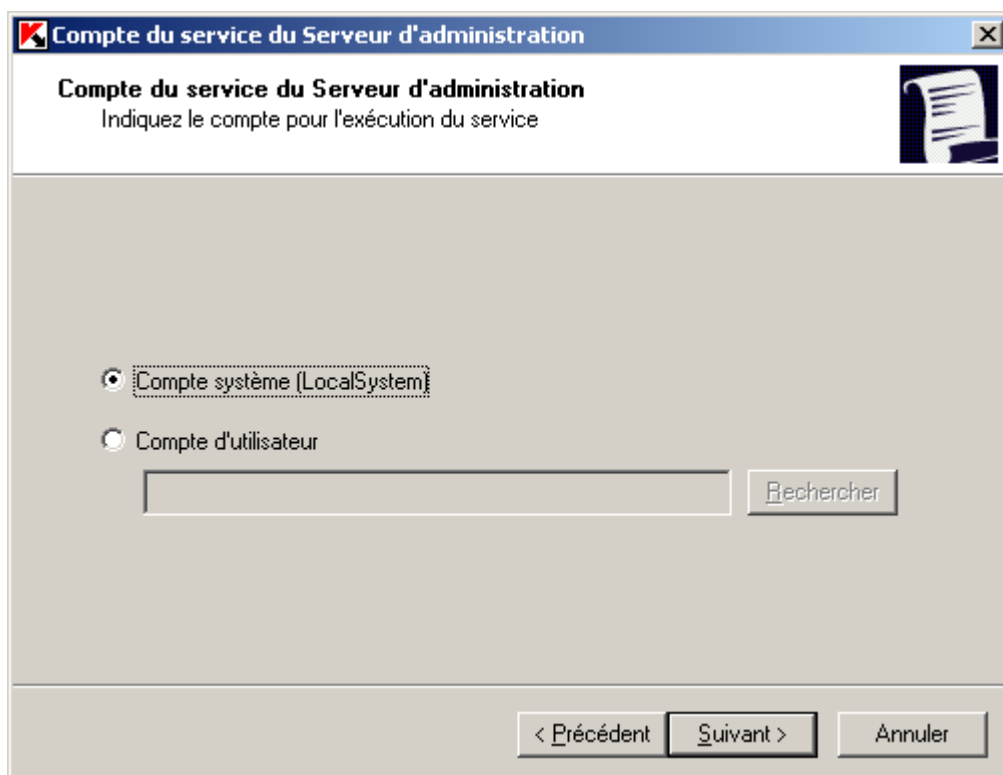 Compte du service du Serveur d'administration
Compte du service du Serveur d'administration
Indiquez le compte pour l'exécution du service
Compte système (LocalSystem)
Compte d'utilisateur
Rechercher
< Précédent
Suivant >
Annuler